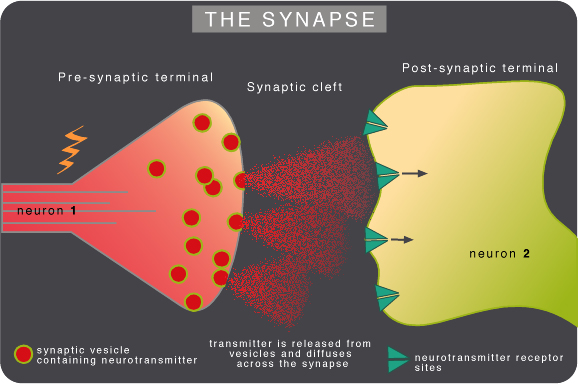 THE SYNAPSE
Pre-synaptic terminal
Synaptic cleft
Post-synaptic terminal
neuron 1
neuron 2
synaptic vesicle
containing neurotransmitter
transmitter is released from
vesicles and diffuses
across the synapse
neurotransmitter receptor
sites